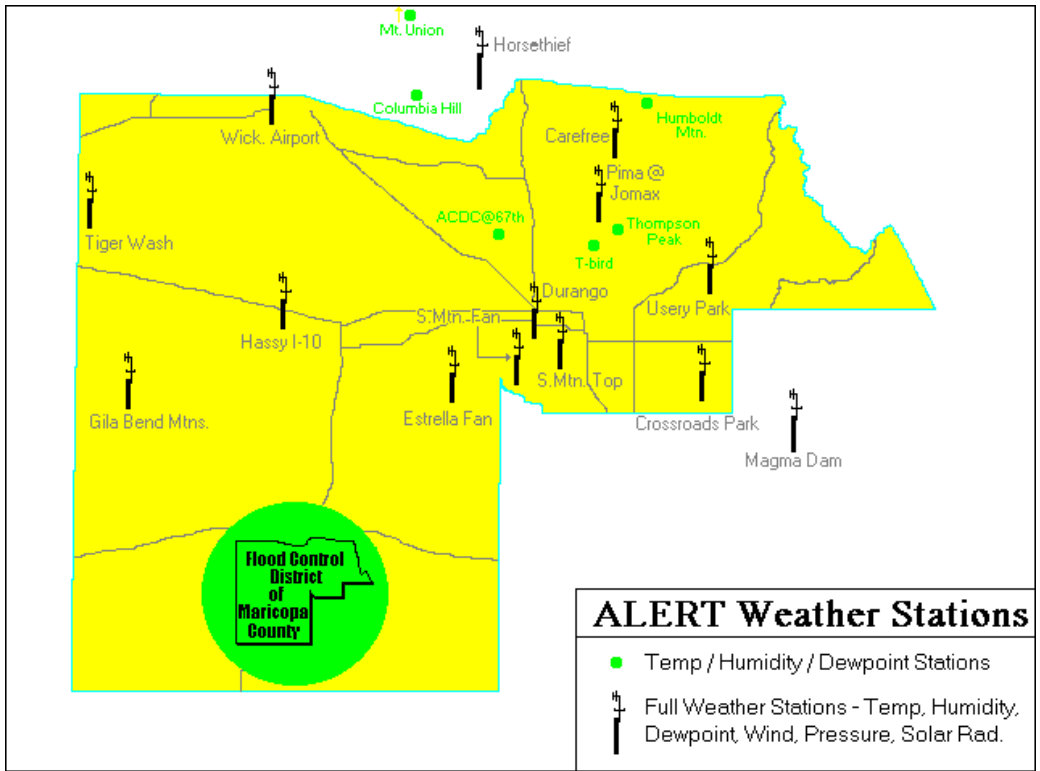 Mt. Union
Horsethief
Columbia Hill
Humboldt
Mtn.
Wick. Airport
Carefree
Pima @
Jomax
Tiger Wash
ACDC@67th
Thompson
Peak
T-bird
Durango
Usery Park
S.Mtn. Fan
Hassy I-10
S.Mtn. Top
Gila Bend Mtns.
Estrella Fan
Crossroads Park
Magma Dam
Flood Control
District
of
Maricopa
County
ALERT Weather Stations
Temp / Humidity / Dewpoint Stations
Full Weather Stations - Temp, Humidity,
Dewpoint, Wind, Pressure, Solar Rad.